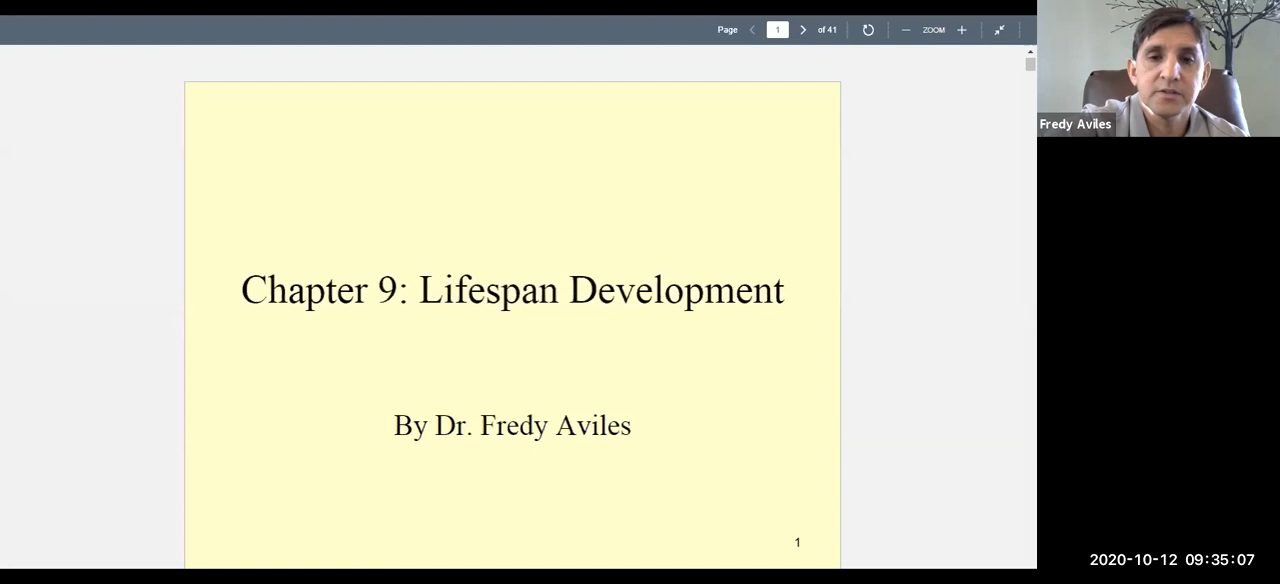 Page 1 of 41 ZOOM
Fredy Aviles
Chapter 9: Lifespan Development
By Dr. Fredy Aviles
1
2020-10-12 09:35:07